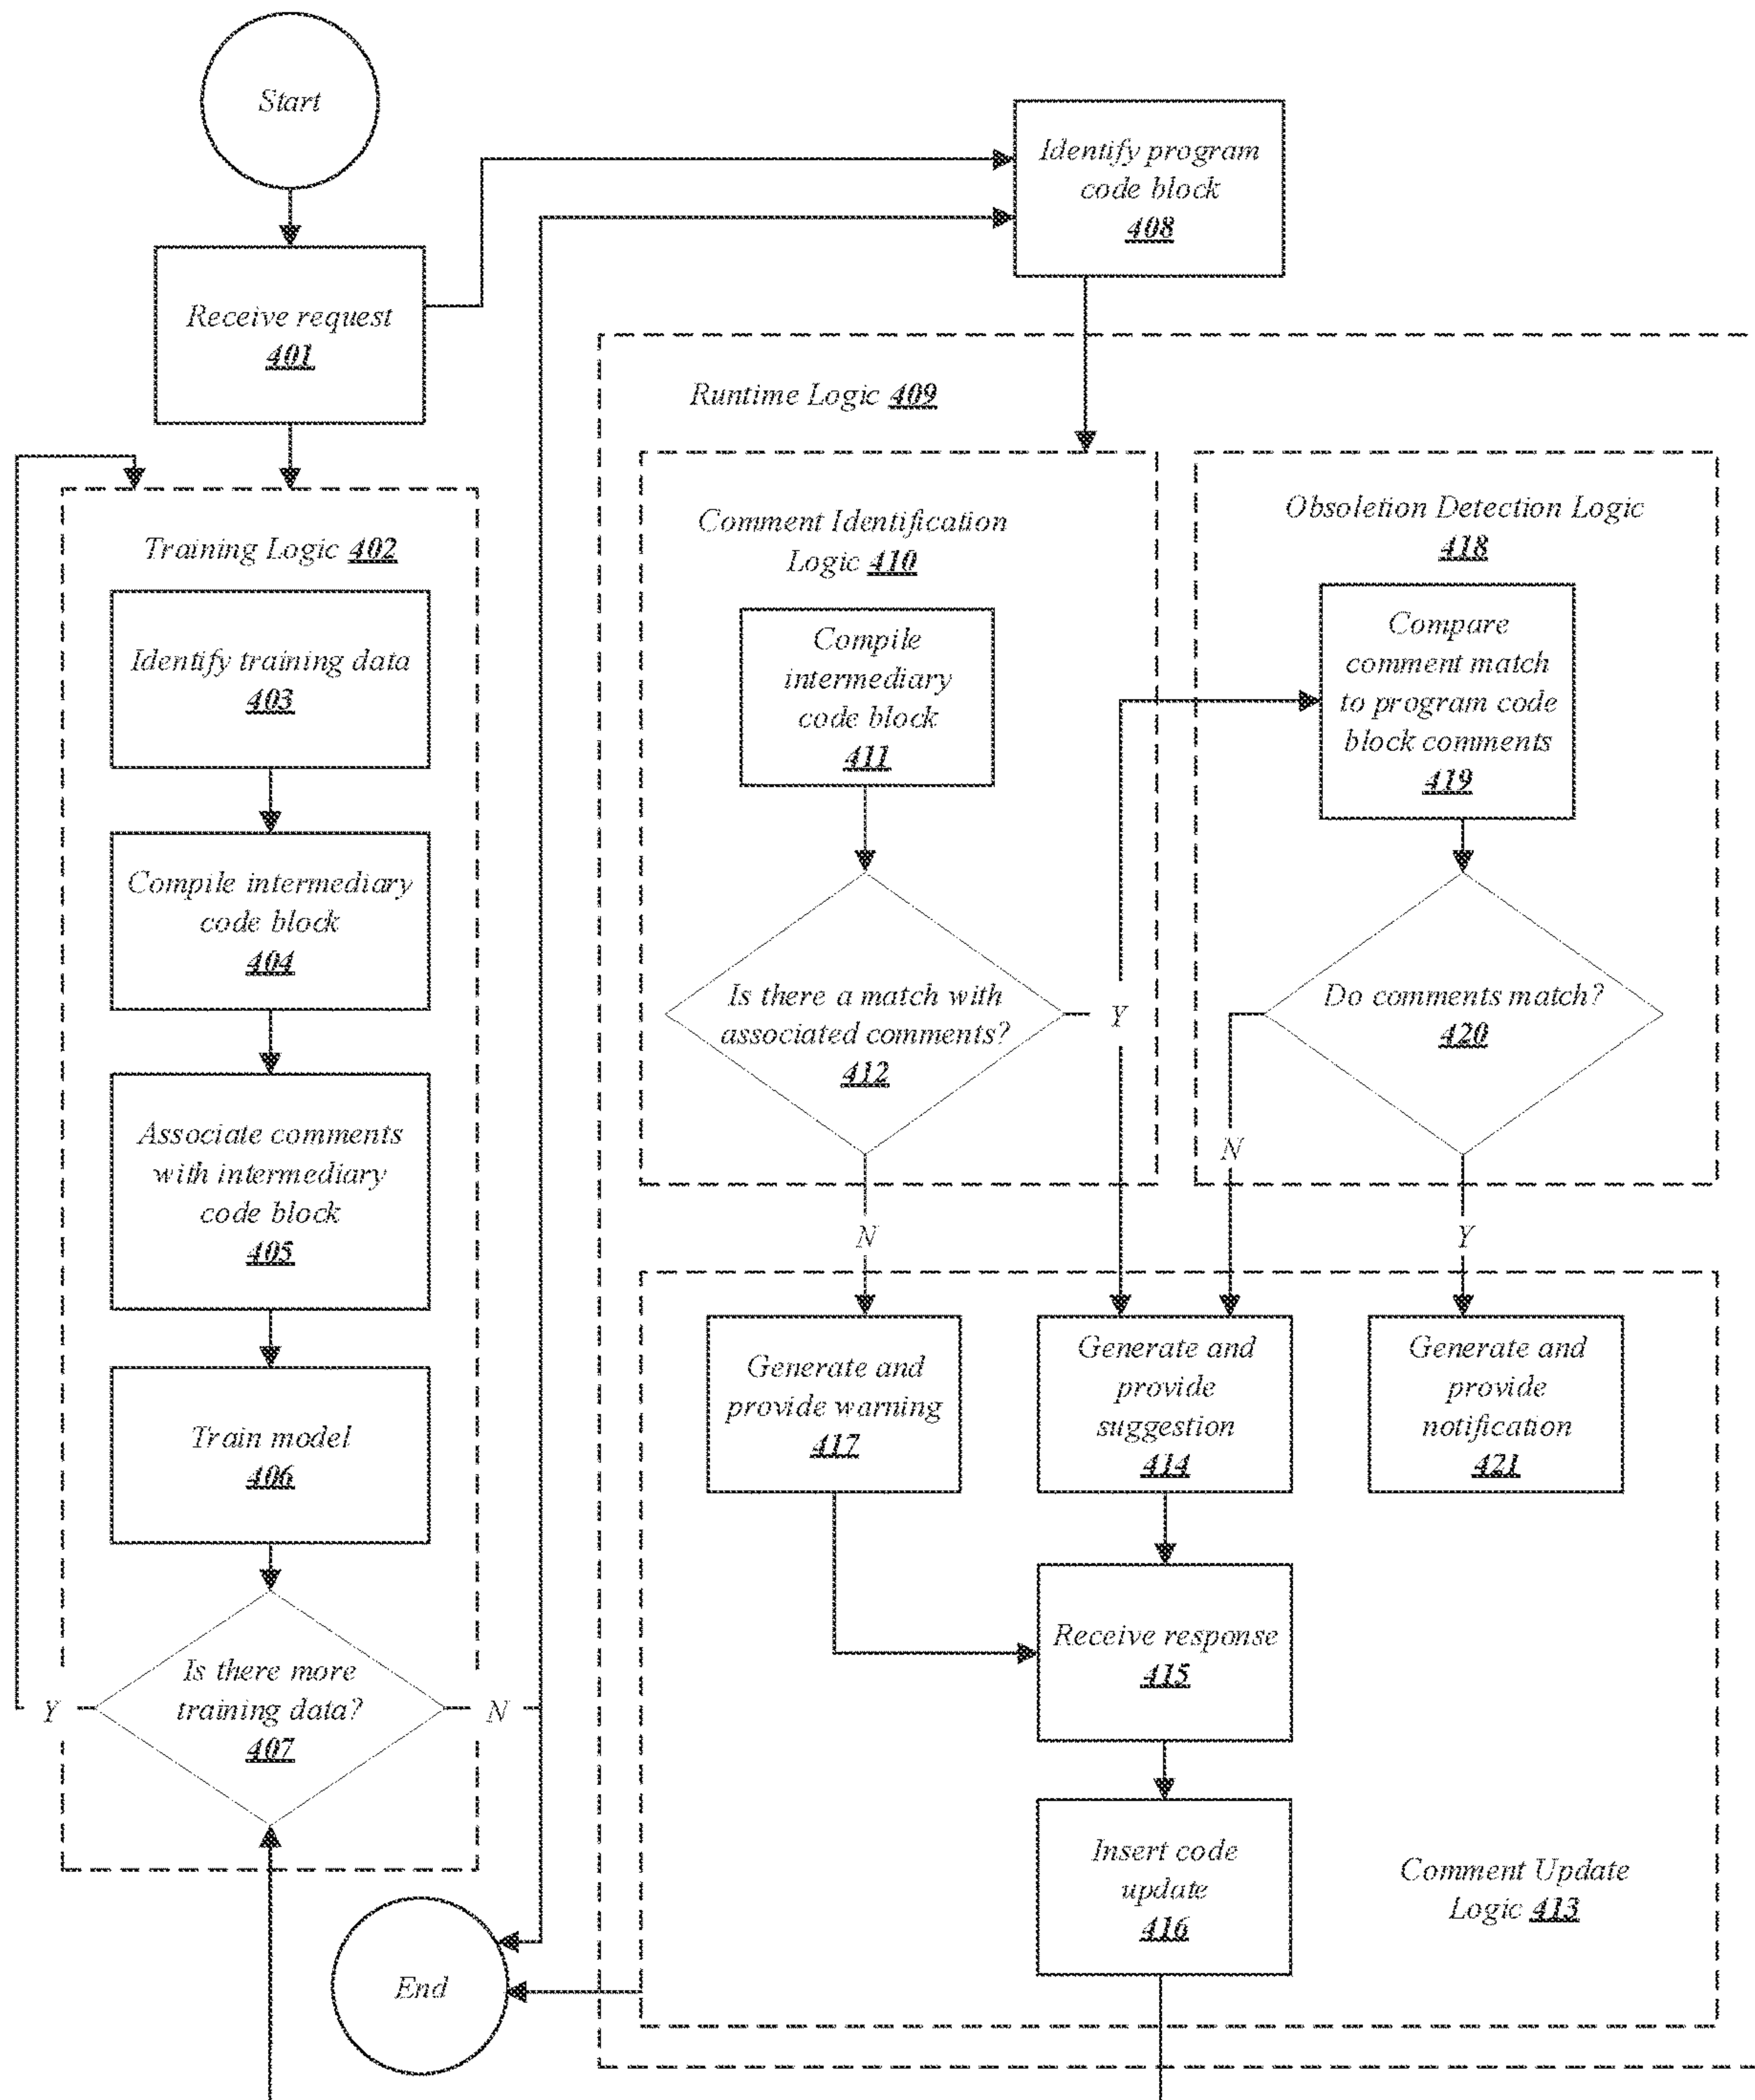 Start
Receive request
401
Training Logic 402
Identify training data
403
Compile intermediary
code block
404
Associate comments
with intermediary
code block
405
Train model
406
Is there more
training data?
407
Y
N
End
Identify program
code block
408
Runtime Logic 409
Comment Identification
Logic 410
Compile
intermediary
code block
411
Is there a match with
associated comments?
412
Y
N
Obsoletion Detection Logic
418
Compare
comment match
to program code
block comments
419
Do comments match?
420
N
Y
Generate and
provide warning
417
Generate and
provide
suggestion
414
Generate and
provide
notification
421
Receive response
415
Insert code
update
416
Comment Update
Logic 413